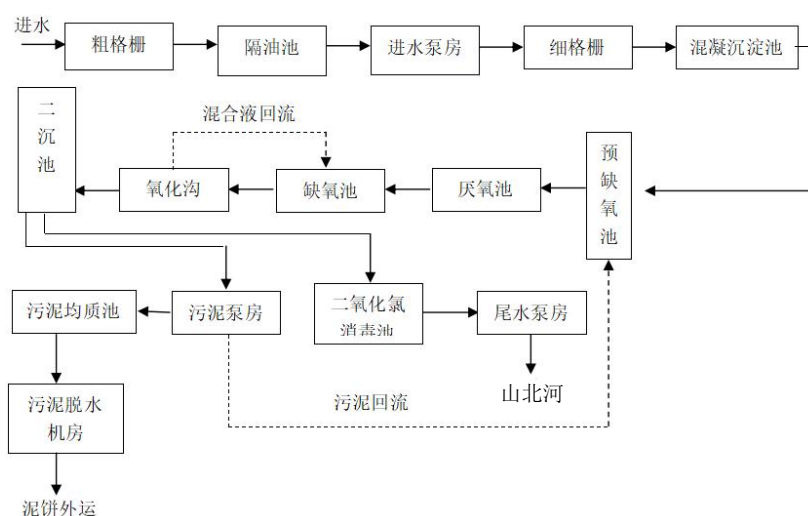 进水
粗格栅
隔油池
进水泵房
细格栅
混凝沉淀池
二
沉
池
混合液回流
氧化沟
缺氧池
厌氧池
预
缺
氧
池
污泥均质池
污泥泵房
二氧化氯
消毒池
尾水泵房
山北河
污泥脱水
机房
污泥回流
泥饼外运